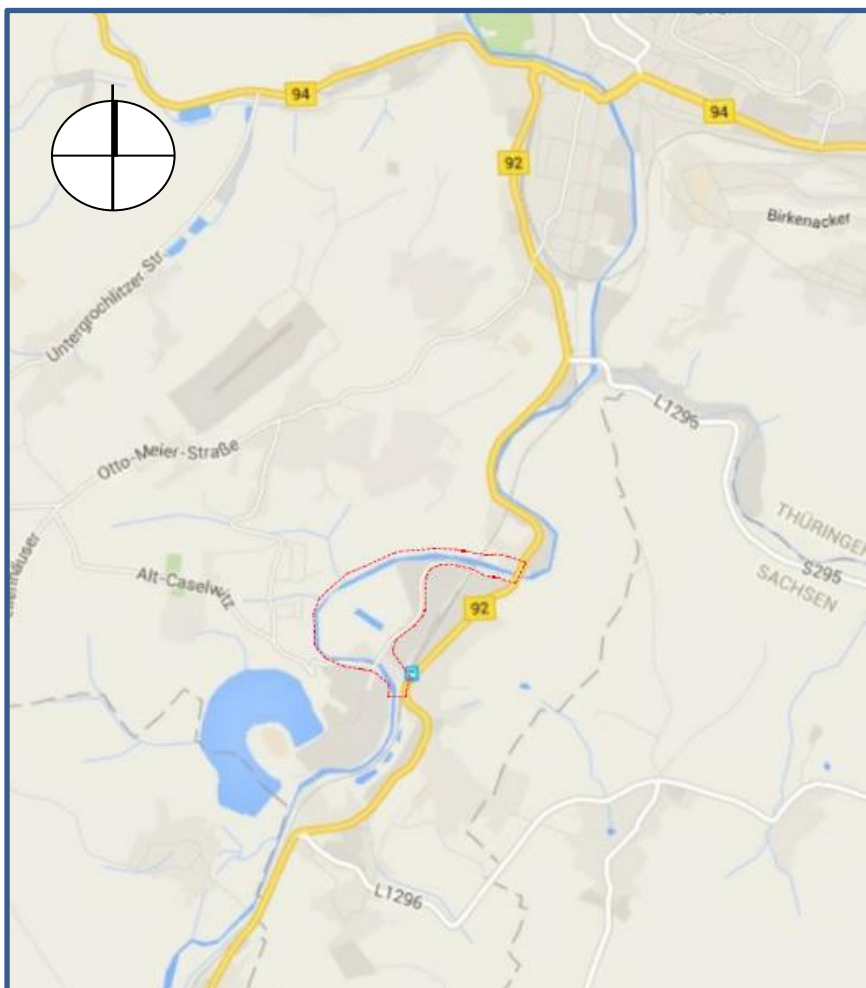 94
94
92
Birkenacker
Untergrochlitzer Str
L1296
Otto-Meier-Straße
THÜRINGEN
S295
SACHSEN
Alt-Caselwitz
92
L1296